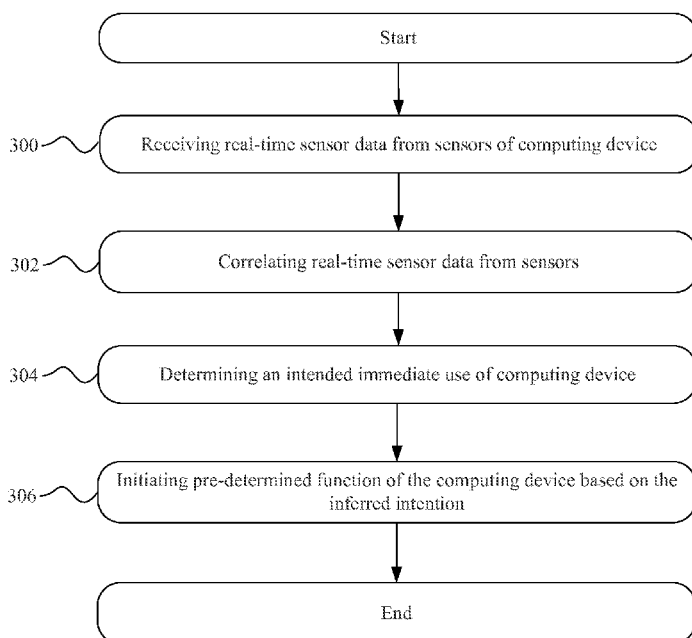 Start
300
Receiving real-time sensor data from sensors of computing device
302
Correlating real-time sensor data from sensors
304
Determining an intended immediate use of computing device
306
Initiating pre-determined function of the computing device based on the
inferred intention
End